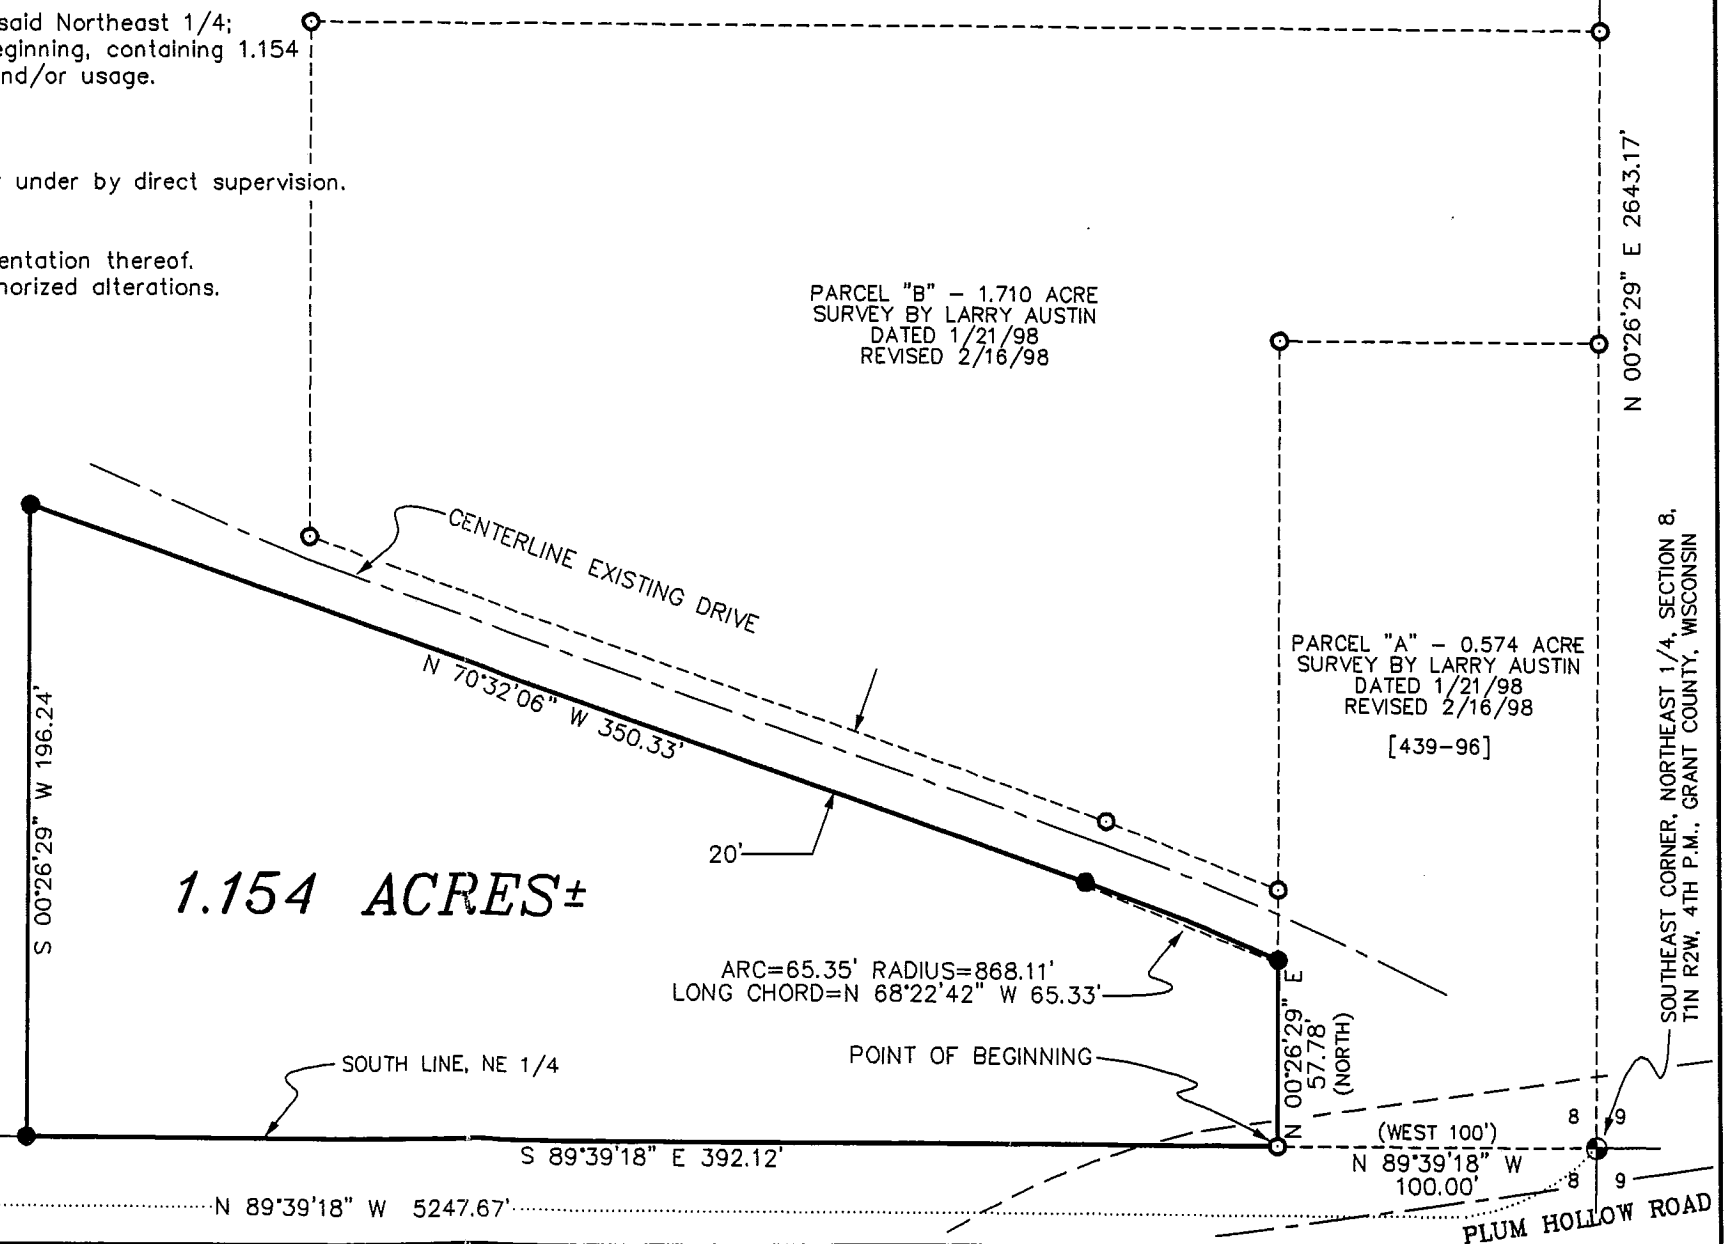 said Northeast 1/4;
eginning, containing 1.154
nd/or usage.
r under by direct supervision.
entation thereof.
horized alterations.
N 00°26'29" E 2643.17'
PARCEL "B" – 1.710 ACRE
SURVEY BY LARRY AUSTIN
DATED 1/21/98
REVISED 2/16/98
CENTERLINE EXISTING DRIVE
N 70°32'06" W 350.33'
PARCEL "A" – 0.574 ACRE
SURVEY BY LARRY AUSTIN
DATED 1/21/98
REVISED 2/16/98
[439-96]
SOUTHEAST CORNER, NORTHEAST 1/4, SECTION 8,
T1N R2W, 4TH P.M., GRANT COUNTY, WISCONSIN
S 00°26'29" W 196.24'
20'
1.154 ACRES±
ARC=65.35' RADIUS=868.11'
LONG CHORD=N 68°22'42" W 65.33'
N 00°26'29" E
57.78'
(NORTH)
SOUTH LINE, NE 1/4
POINT OF BEGINNING
8 9
(WEST 100')
S 89°39'18" E 392.12'
N 89°39'18" W
100.00'
8 9
N 89°39'18" W 5247.67'
PLUM HOLLOW ROAD